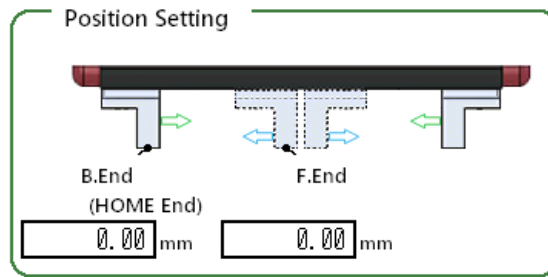 Position Setting
B.End F.End
(HOME End)
0.00 mm 0.00 mm